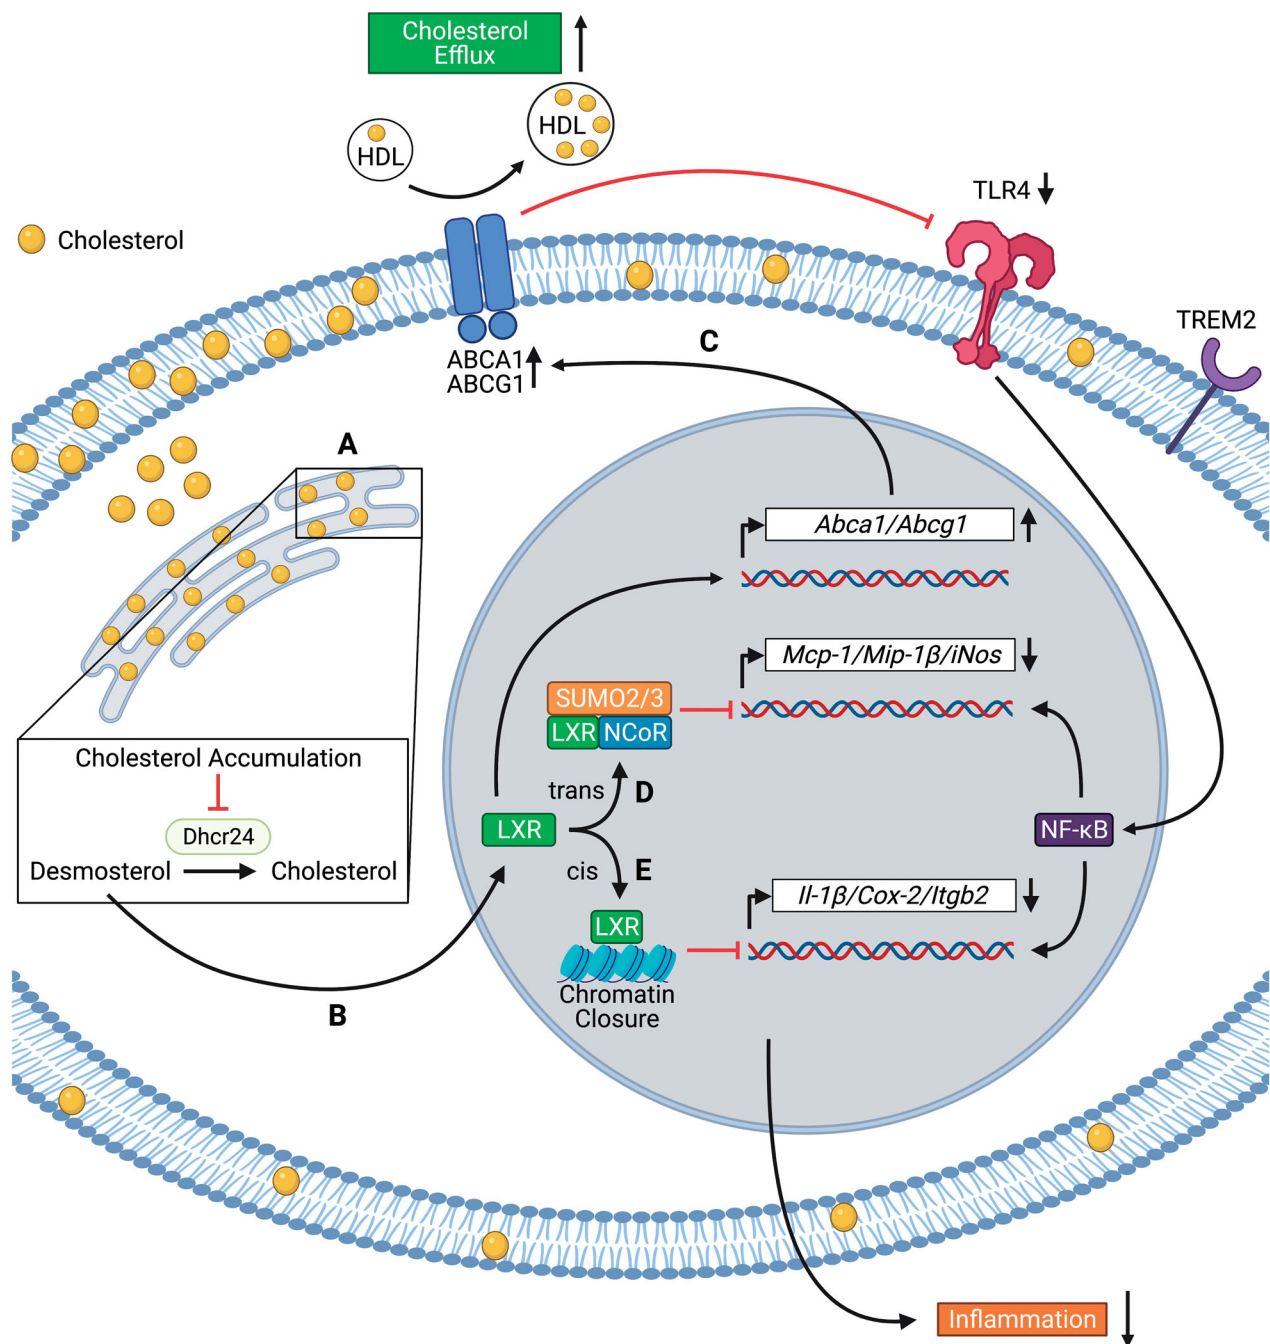 Cholesterol
Efflux
HDL
HDL
TLR4
Cholesterol
TREM2
C
ABCA1
ABCG1
A
Abca1/Abcg1
Mcp-1/Mip-1β/iNos
SUMO2/3
LXR NCoR
Cholesterol Accumulation
trans D
LXR
NF-κB
Dhcr24
Desmosterol Cholesterol
cis E
Il-1β/Cox-2/Itgb2
LXR
Chromatin
Closure
B
Inflammation